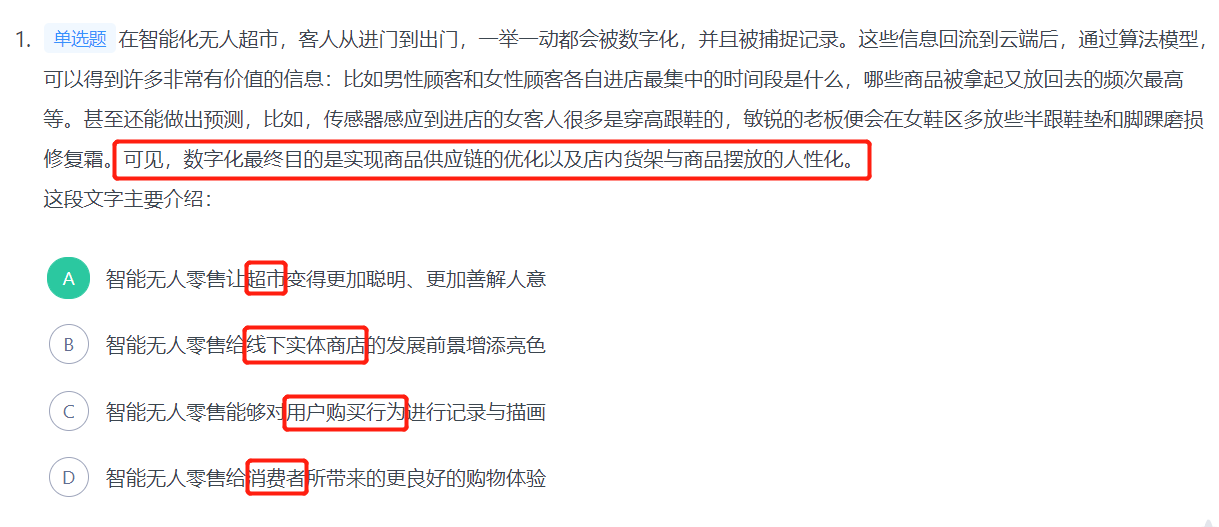 1. 单选题 在智能化无人超市，客人从进门到出门，一举一动都会被数字化，并且被捕捉记录。这些信息回流到云端后，通过算法模型，
可以得到许多非常有价值的信息：比如男性顾客和女性顾客各自进店最集中的时间段是什么，哪些商品被拿起又放回去的频次最高
等。甚至还能做出预测，比如，传感器感应到进店的女客人很多是穿高跟鞋的，敏锐的老板便会在女鞋区多放些半跟鞋垫和脚踝磨损
修复霜。可见，数字化最终目的是实现商品供应链的优化以及店内货架与商品摆放的人性化。
这段文字主要介绍：
A 智能无人零售让超市变得更加聪明、更加善解人意
B 智能无人零售给线下实体商店的发展前景增添亮色
C 智能无人零售能够对用户购买行为进行记录与描画
D 智能无人零售给消费者所带来的更良好的购物体验